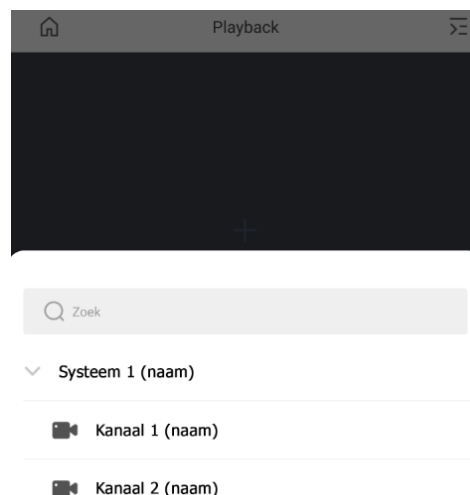 Playback
Zoek
Systeem 1 (naam)
Kanaal 1 (naam)
Kanaal 2 (naam)